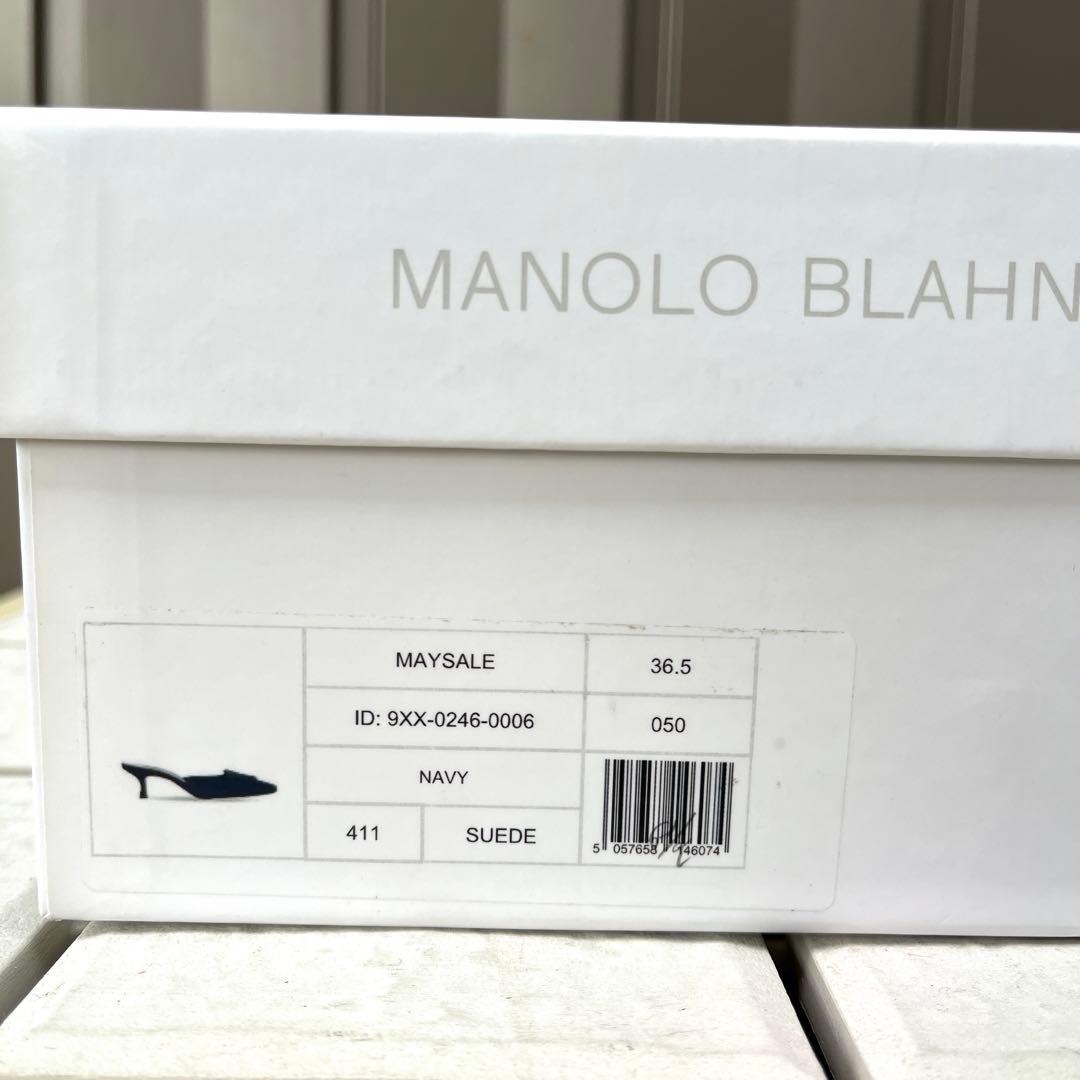 MANOLO BLAHN
MAYSALE
36.5
ID: 9XX-0246-0006
050
NAVY
411
SUEDE
5 057658 146074